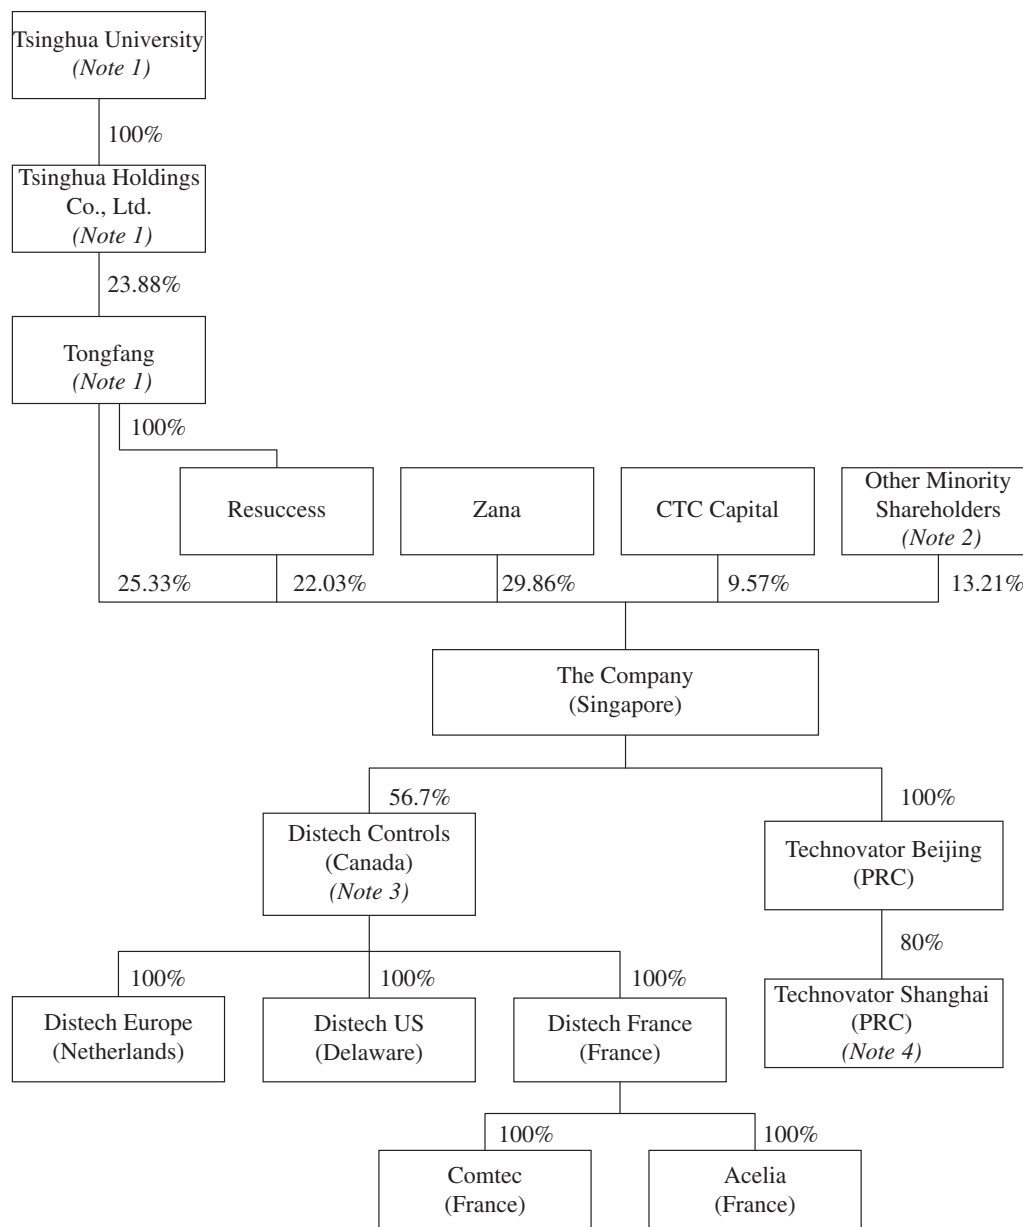 Tsinghua University
(Note 1)
100%
Tsinghua Holdings
Co., Ltd.
(Note 1)
23.88%
Tongfang
(Note 1)
100%
Resuccess
Zana
CTC Capital
Other Minority
Shareholders
(Note 2)
25.33%
22.03%
29.86%
9.57%
13.21%
The Company
(Singapore)
56.7%
100%
Distech Controls
(Canada)
(Note 3)
Technovator Beijing
(PRC)
80%
100%
100%
100%
Distech Europe
(Netherlands)
Distech US
(Delaware)
Distech France
(France)
Technovator Shanghai
(PRC)
(Note 4)
100%
100%
Comtec
(France)
Acelia
(France)